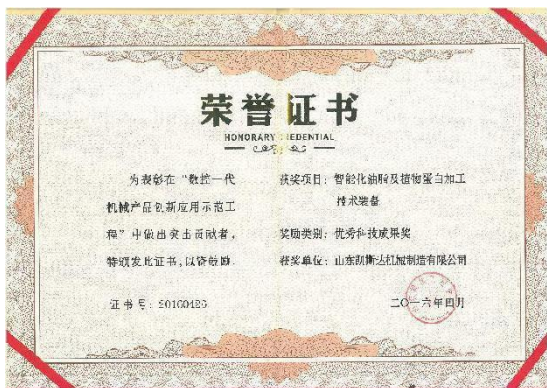 荣誉证书
HONORARY CREDENTIAL
为表彰在“数控一代
机械产品创新应用示范工
程”中做出突出贡献者,
特颁发此证书,以资鼓励。
证书号:20160426
获奖项目:智能化油脂及植物蛋白加工
技术装备
奖励类别:优秀科技成果奖
获奖单位:山东凯斯达机械制造有限公司
二〇一六年四月